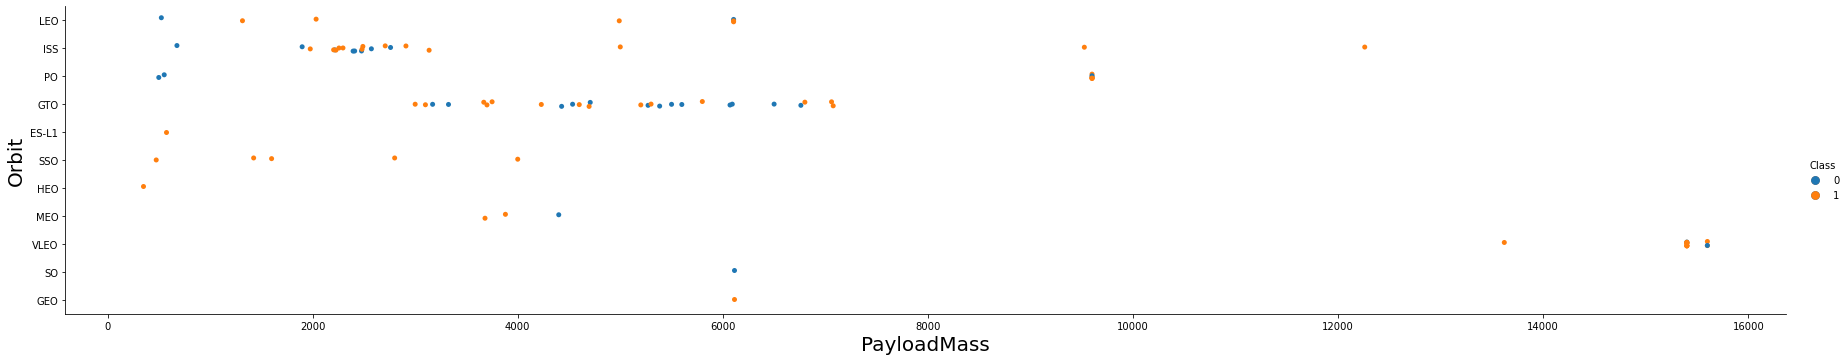 LEO
ISS
PO
GTO
ES-L1
SSO
HEO
MEO
VLEO
SO
GEO
Orbit
0 2000 4000 6000 8000 10000 12000 14000 16000
PayloadMass
Class
0
1